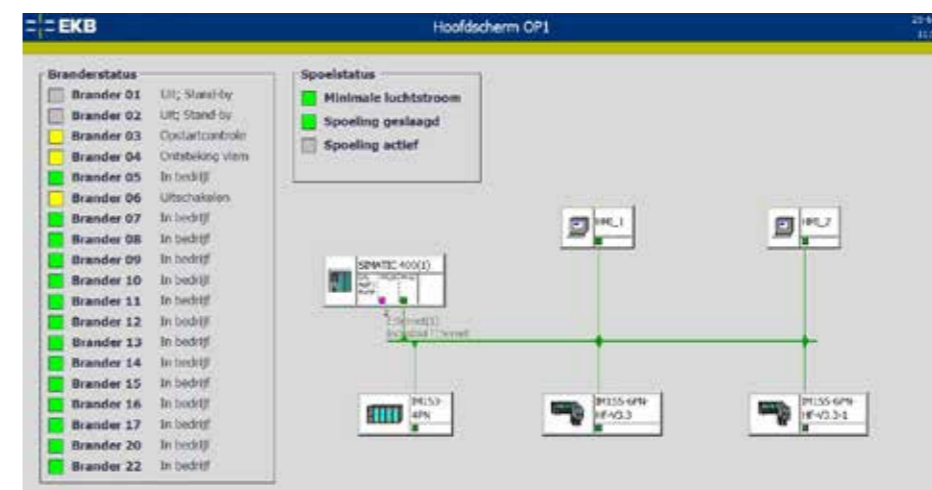 EKB
Hoofdscherm OP1
Branderstatus
Brander 01 Uit; Stand-by
Brander 02 Uit; Stand-by
Brander 03 Opstartcontrole
Brander 04 Ontsteking vlam
Brander 05 In bedrijf
Brander 06 Uitschakelen
Brander 07 In bedrijf
Brander 08 In bedrijf
Brander 09 In bedrijf
Brander 10 In bedrijf
Brander 11 In bedrijf
Brander 12 In bedrijf
Brander 13 In bedrijf
Brander 14 In bedrijf
Brander 15 In bedrijf
Brander 16 In bedrijf
Brander 17 In bedrijf
Brander 20 In bedrijf
Brander 22 In bedrijf
Spoelstatus
Minimale luchtstroom
Spoeling geslaagd
Spoeling actief
HMI_1
HMI_2
SIMATIC 400(1)
Ethernet(1)
Industrial Ethernet
IM153-
4PN
IM155-6PN-
HF-V3.3
IM155-6PN-
HF-V3.3-1